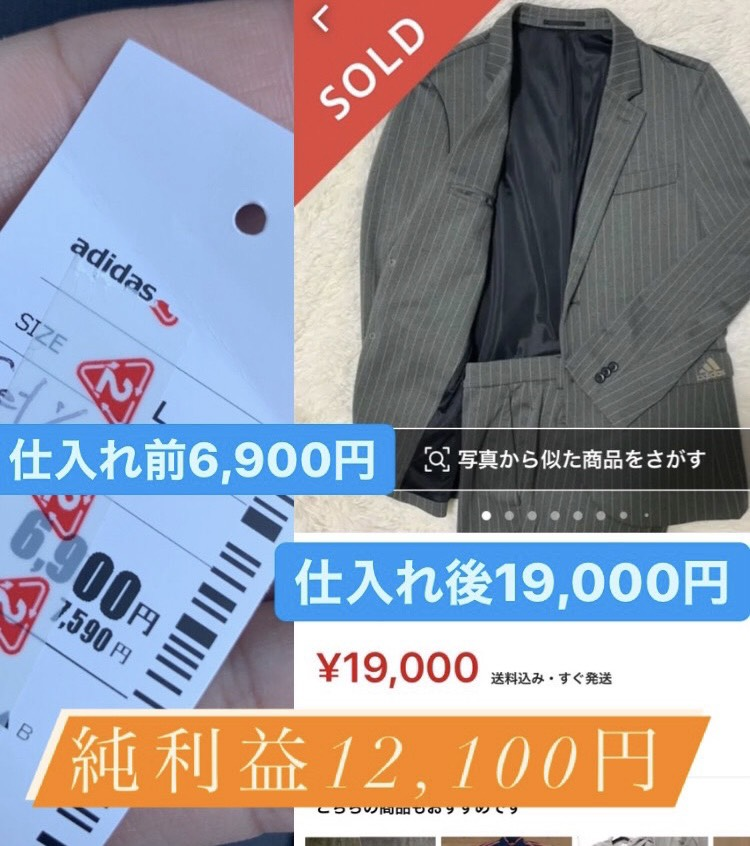 SOLD
adidas
SIZE
L
仕入れ前6,900円
写真から似た商品をさがす
6,900円
7,590円
仕入れ後19,000円
¥19,000 送料込み・すぐ発送
B
純利益12,100円
こちらの商品もおすすめです